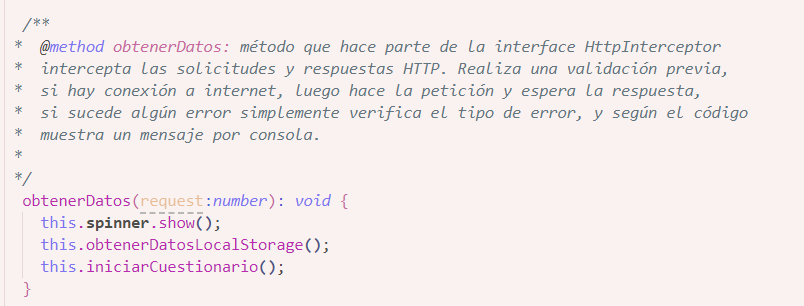 /**
* @method obtenerDatos: método que hace parte de la interface HttpInterceptor
* intercepta las solicitudes y respuestas HTTP. Realiza una validación previa,
* si hay conexión a internet, luego hace la petición y espera la respuesta,
* si sucede algún error simplemente verifica el tipo de error, y según el código
* muestra un mensaje por consola.
*
*/
obtenerDatos(request:number): void {
this.spinner.show();
this.obtenerDatosLocalStorage();
this.iniciarCuestionario();
}